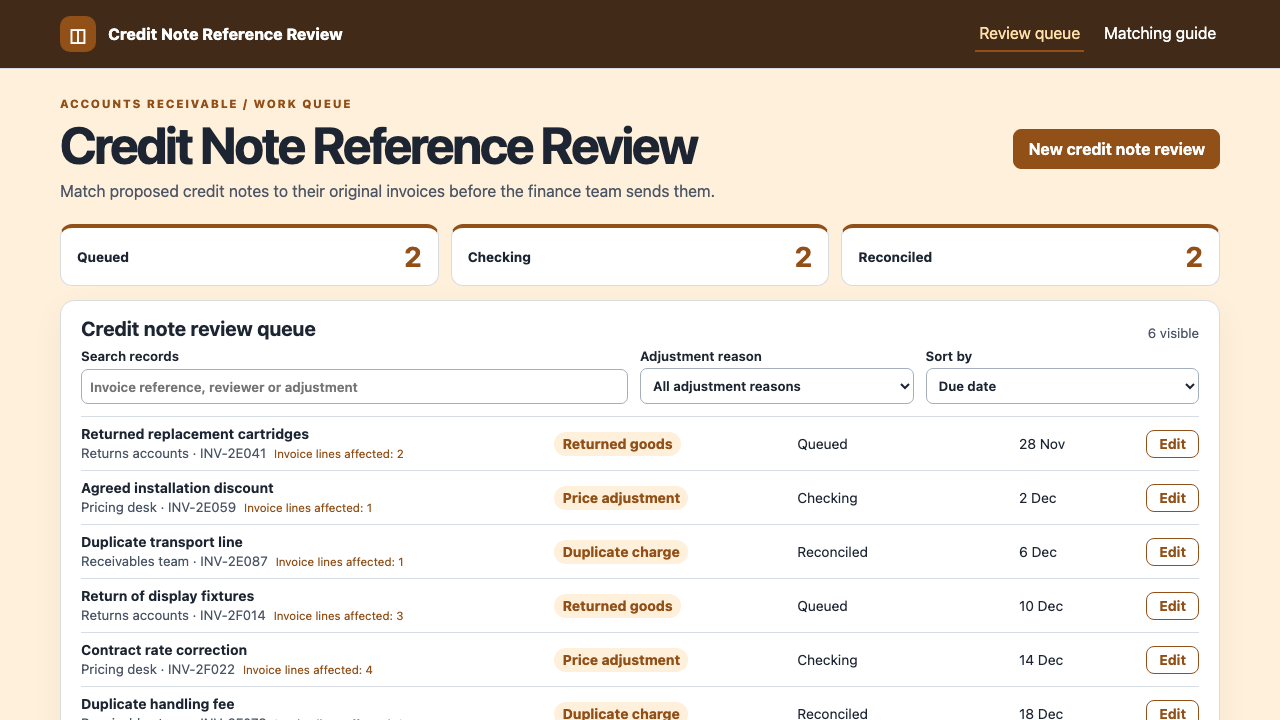 Credit Note Reference Review
Review queue
Matching guide
ACCOUNTS RECEIVABLE / WORK QUEUE
Credit Note Reference Review
New credit note review
Match proposed credit notes to their original invoices before the finance team sends them.
Queued 2
Checking 2
Reconciled 2
Credit note review queue
6 visible
Search records
Adjustment reason
Sort by
Invoice reference, reviewer or adjustment
All adjustment reasons
Due date
Returned replacement cartridges
Returns accounts · INV-2E041 Invoice lines affected: 2
Returned goods
Queued
28 Nov
Edit
Agreed installation discount
Pricing desk · INV-2E059 Invoice lines affected: 1
Price adjustment
Checking
2 Dec
Edit
Duplicate transport line
Receivables team · INV-2E087 Invoice lines affected: 1
Duplicate charge
Reconciled
6 Dec
Edit
Return of display fixtures
Returns accounts · INV-2F014 Invoice lines affected: 3
Returned goods
Queued
10 Dec
Edit
Contract rate correction
Pricing desk · INV-2F022 Invoice lines affected: 4
Price adjustment
Checking
14 Dec
Edit
Duplicate handling fee
Duplicate charge
Reconciled
18 Dec
Edit